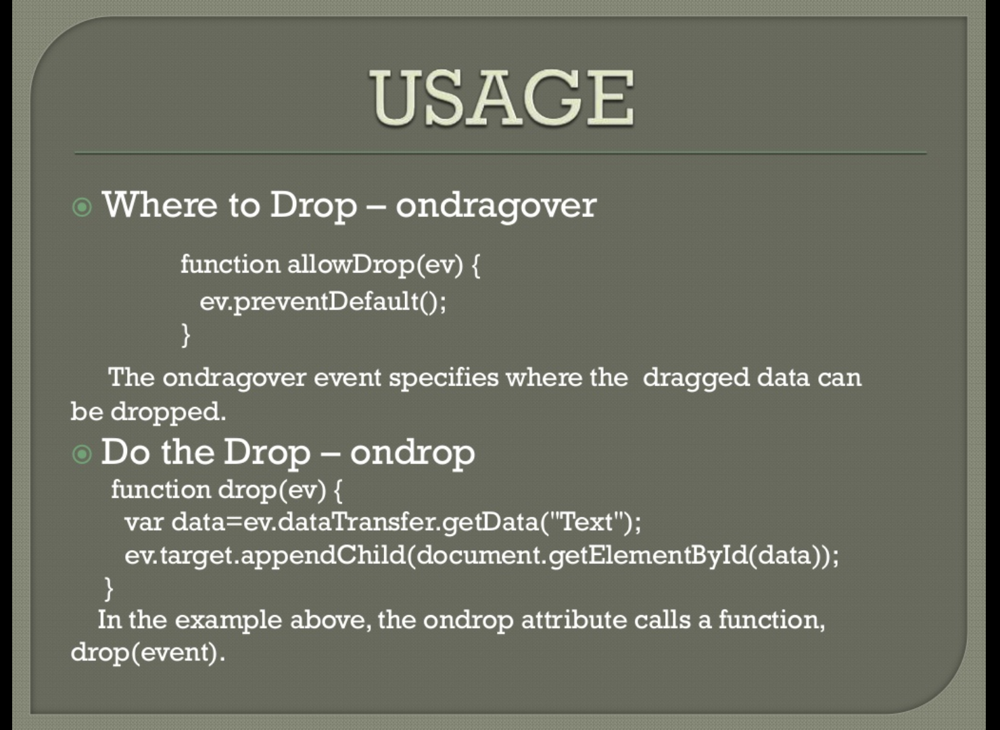 USAGE
Where to Drop – ondragover
function allowDrop(ev) {
ev.preventDefault();
}
The ondragover event specifies where the  dragged data can
be dropped.
Do the Drop – ondrop
function drop(ev) {
var data=ev.dataTransfer.getData("Text");
ev.target.appendChild(document.getElementById(data));
}
In the example above, the ondrop attribute calls a function,
drop(event).